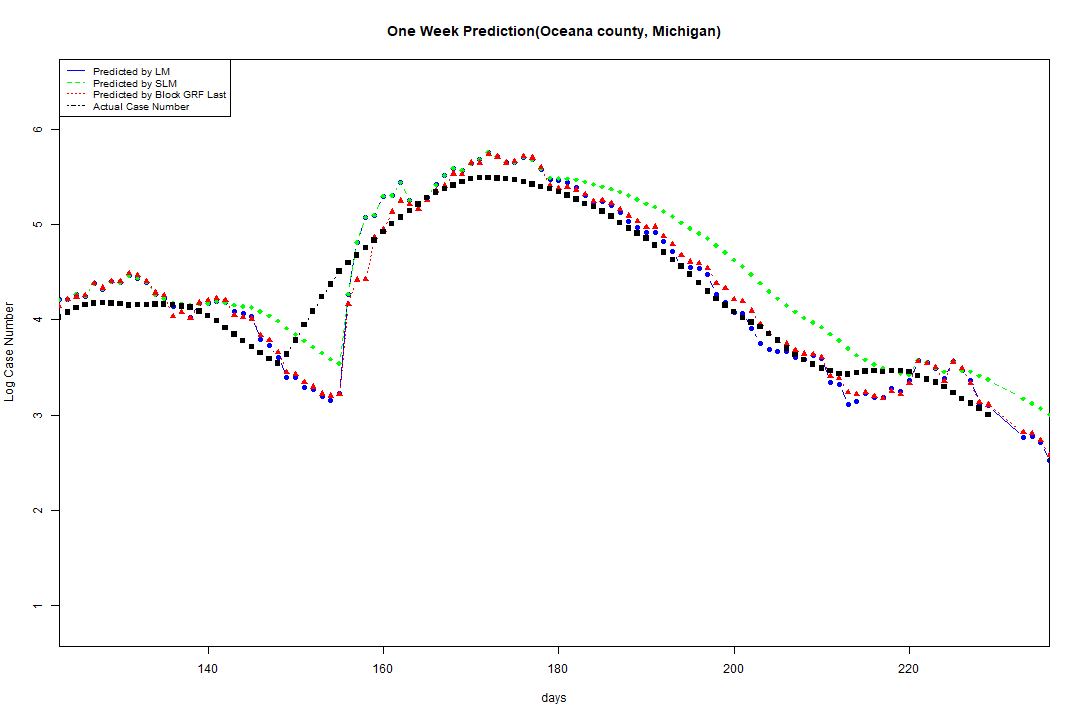 One Week Prediction(Oceana county, Michigan)
Predicted by LM
Predicted by SLM
Predicted by Block GRF Last
Actual Case Number
Log Case Number
6
5
4
3
2
1
140 160 180 200 220
days